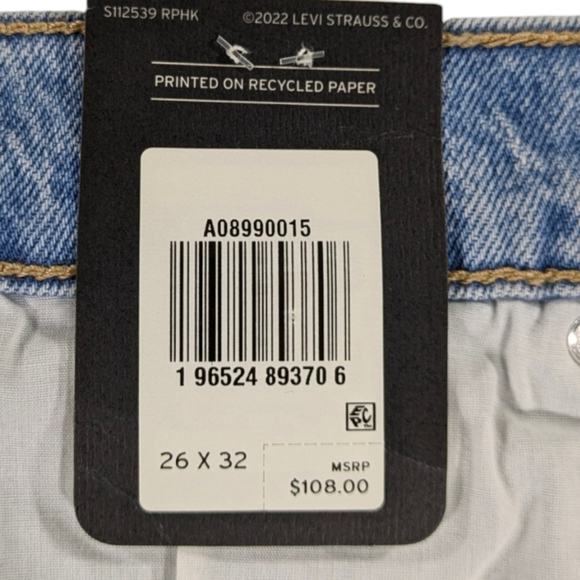 S112539 RPHK ©2022 LEVI STRAUSS & CO.
PRINTED ON RECYCLED PAPER
A08990015
1 96524 89370 6
EPC
26 X 32
MSRP
$108.00